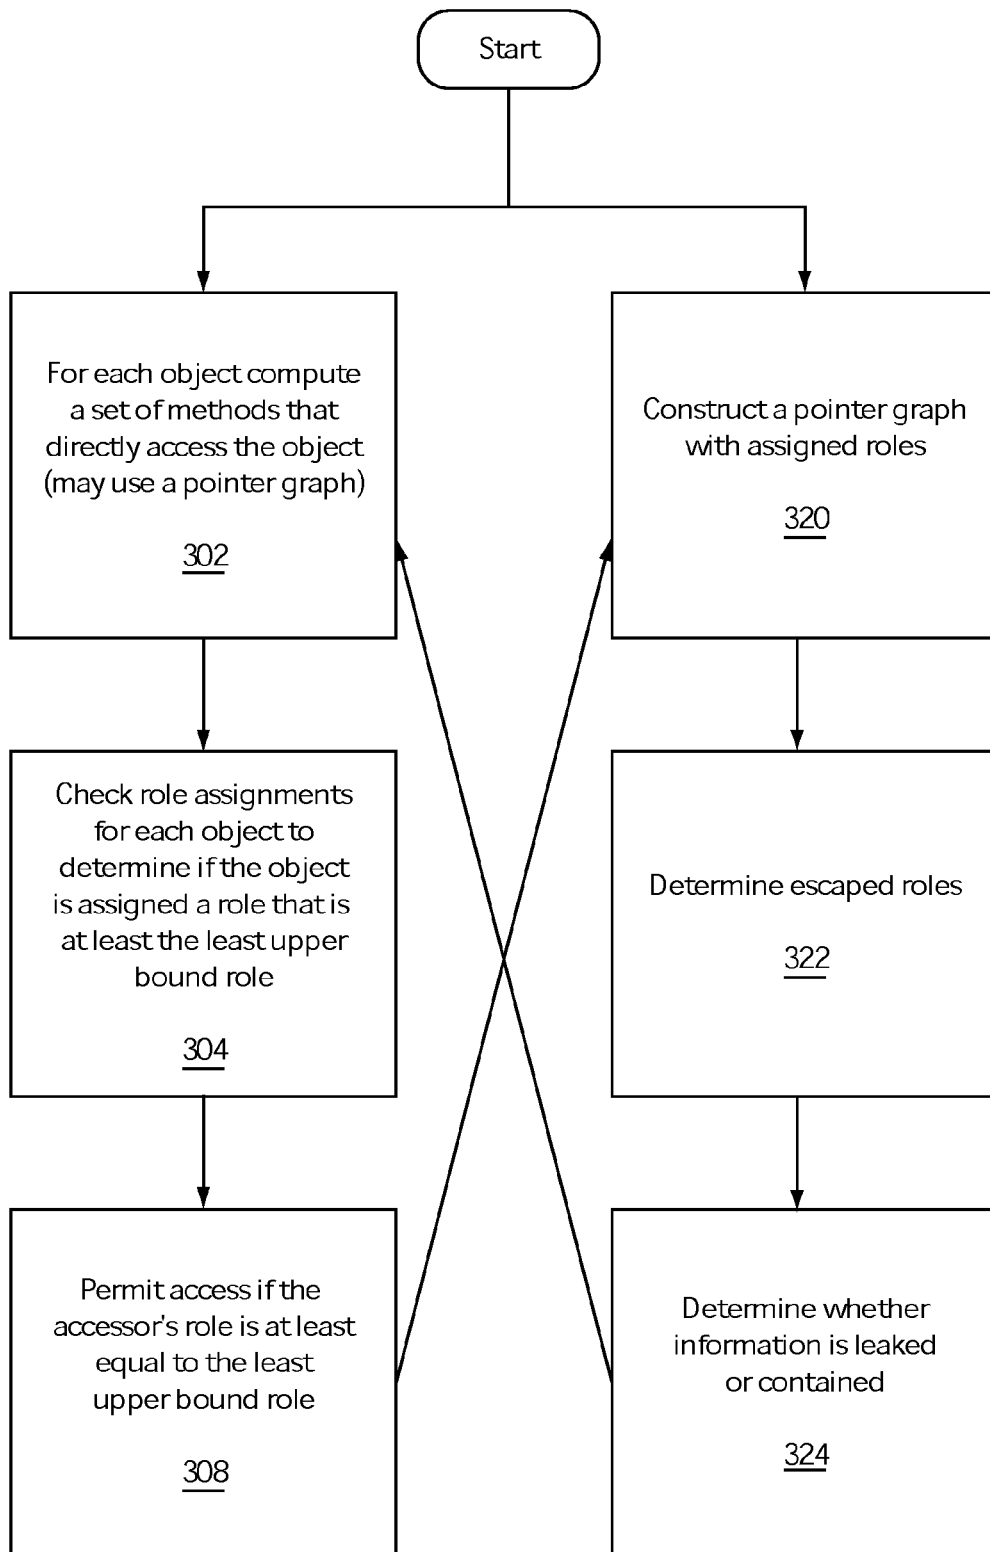 Start
For each object compute
a set of methods that
directly access the object
(may use a pointer graph)
302
Check role assignments
for each object to
determine if the object
is assigned a role that is
at least the least upper
bound role
304
Permit access if the
accessor's role is at least
equal to the least
upper bound role
308
Construct a pointer graph
with assigned roles
320
Determine escaped roles
322
Determine whether
information is leaked
or contained
324